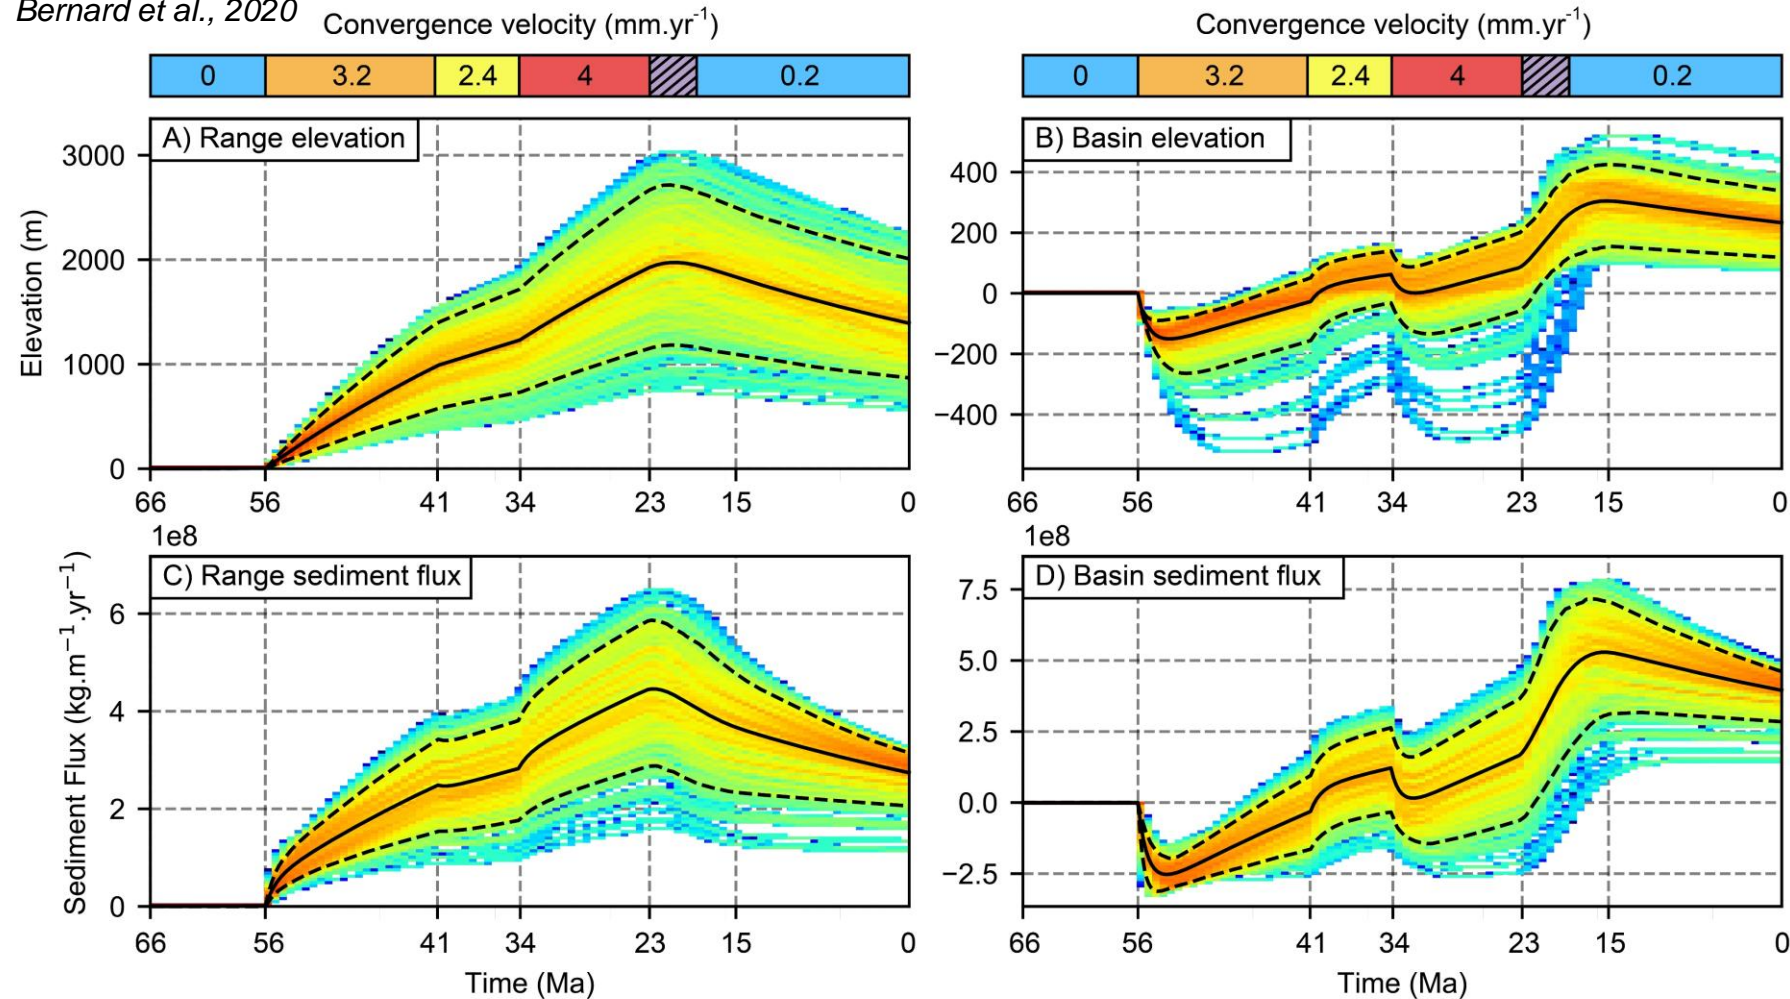 Bernard et al., 2020
Convergence velocity (mm.yr⁻¹)
Convergence velocity (mm.yr⁻¹)
0 3.2 2.4 4 0.2
0 3.2 2.4 4 0.2
A) Range elevation
3000
2000
1000
0
Elevation (m)
66 56 41 34 23 15 0
B) Basin elevation
400
200
0
−200
−400
66 56 41 34 23 15 0
1e8
C) Range sediment flux
6
4
2
0
Sediment Flux (kg.m⁻¹.yr⁻¹)
66 56 41 34 23 15 0
Time (Ma)
1e8
D) Basin sediment flux
7.5
5.0
2.5
0.0
−2.5
66 56 41 34 23 15 0
Time (Ma)